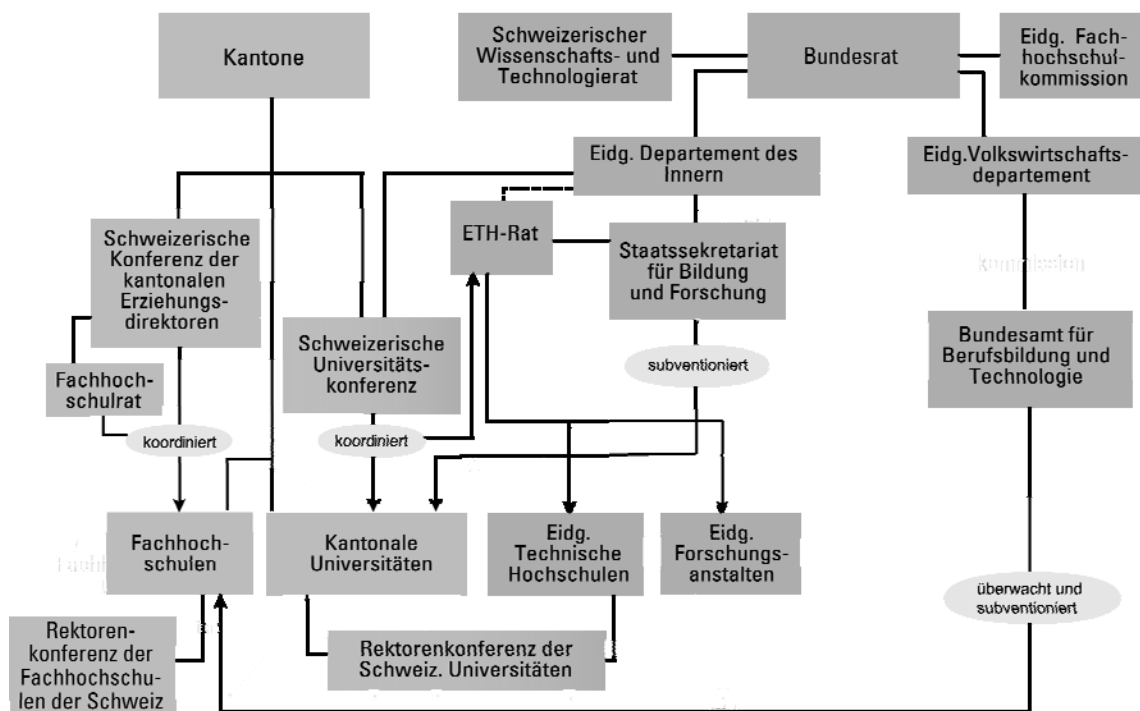 Kantone
Schweizerischer
Wissenschafts- und
Technologierat
Bundesrat
Eidg. Fach-
hochschul-
kommission
Eidg. Departement des
Innern
Eidg.Volkswirtschafts-
departement
Schweizerische
Konferenz der
kantonalen
Erziehungs-
direktoren
ETH-Rat
Staatssekretariat
für Bildung
und Forschung
kommission
Schweizerische
Universitäts-
konferenz
subventioniert
Bundesamt für
Berufsbildung und
Technologie
Fachhoch-
schulrat
koordiniert
koordiniert
Fachhoch-
schulen
Kantonale
Universitäten
Eidg.
Technische
Hochschulen
Eidg.
Forschungs-
anstalten
überwacht und
subventioniert
Rektoren-
konferenz der
Fachhochschu-
len der Schweiz
Rektorenkonferenz der
Schweiz. Universitäten